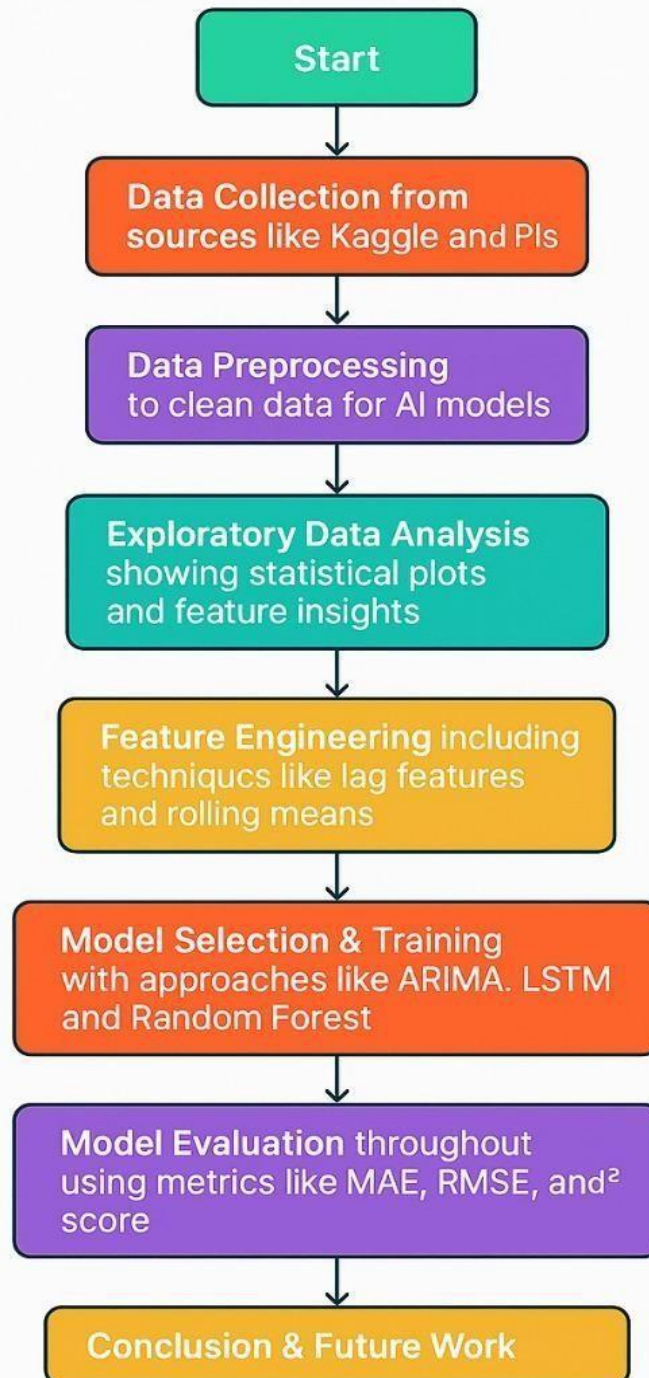 Start
Data Collection from
sources like Kaggle and PIs
Data Preprocessing
to clean data for AI models
Exploratory Data Analysis
showing statistical plots
and feature insights
Feature Engineering including
techniqucs like lag features
and rolling means
Model Selection & Training
with approaches like ARIMA. LSTM
and Random Forest
Model Evaluation throughout
using metrics like MAE, RMSE, and²
score
Conclusion & Future Work